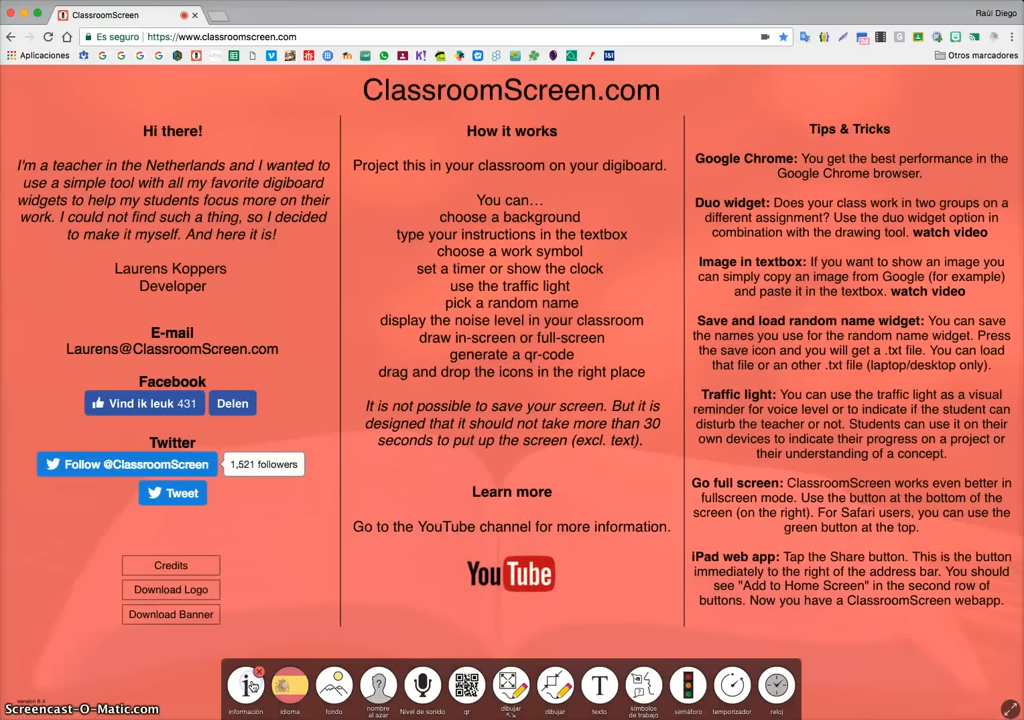 ClassroomScreen
Raúl Diego
Es seguro
https://www.classroomscreen.com
Aplicaciones
Otros marcadores
ClassroomScreen.com
Hi there!
I'm a teacher in the Netherlands and I wanted to
use a simple tool with all my favorite digiboard
widgets to help my students focus more on their
work. I could not find such a thing, so I decided
to make it myself. And here it is!
Laurens Koppers
Developer
E-mail
Laurens@ClassroomScreen.com
Facebook
Vind ik leuk 431
Delen
Twitter
Follow @ClassroomScreen
1,521 followers
Tweet
Credits
Download Logo
Download Banner
How it works
Project this in your classroom on your digiboard.
You can…
choose a background
type your instructions in the textbox
choose a work symbol
set a timer or show the clock
use the traffic light
pick a random name
display the noise level in your classroom
draw in-screen or full-screen
generate a qr-code
drag and drop the icons in the right place
It is not possible to save your screen. But it is
designed that it should not take more than 30
seconds to put up the screen (excl. text).
Learn more
Go to the YouTube channel for more information.
YouTube
Tips & Tricks
Google Chrome: You get the best performance in the
Google Chrome browser.
Duo widget: Does your class work in two groups on a
different assignment? Use the duo widget option in
combination with the drawing tool. watch video
Image in textbox: If you want to show an image you
can simply copy an image from Google (for example)
and paste it in the textbox. watch video
Save and load random name widget: You can save
the names you use for the random name widget. Press
the save icon and you will get a .txt file. You can load
that file or an other .txt file (laptop/desktop only).
Traffic light: You can use the traffic light as a visual
reminder for voice level or to indicate if the student can
disturb the teacher or not. Students can use it on their
own devices to indicate their progress on a project or
their understanding of a concept.
Go full screen: ClassroomScreen works even better in
fullscreen mode. Use the button at the bottom of the
screen (on the right). For Safari users, you can use the
green button at the top.
iPad web app: Tap the Share button. This is the button
immediately to the right of the address bar. You should
see "Add to Home Screen" in the second row of
buttons. Now you have a ClassroomScreen webapp.
información
idioma
fondo
nombre
al azar
Nivel de sonido
qr
dibujar
dibujar
T
texto
símbolos
de trabajo
semáforo
temporizador
reloj
Screencast-O-Matic.com